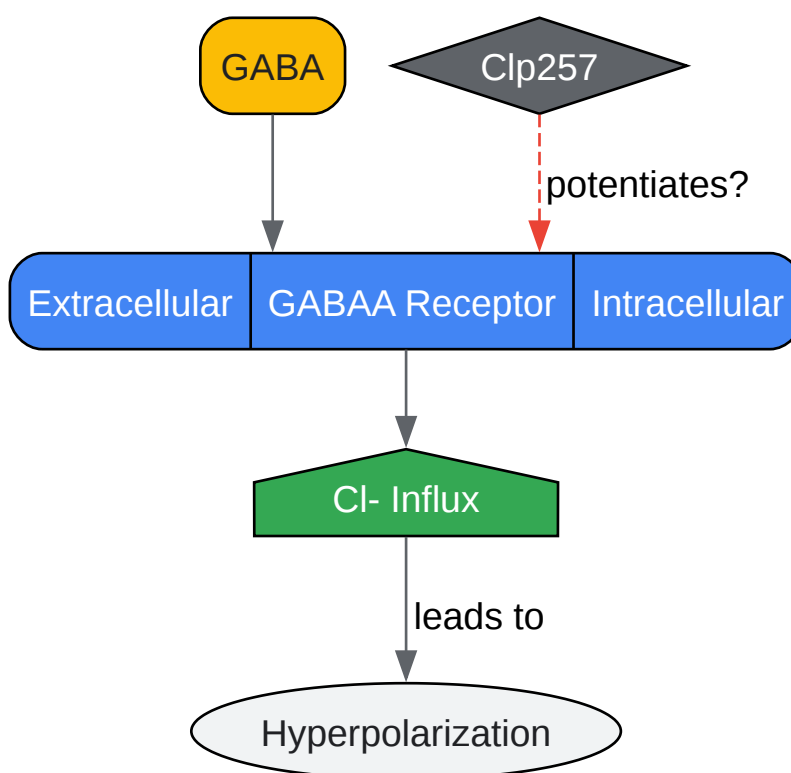 GABA
Clp257
potentiates?
Extracellular
GABAA Receptor
Intracellular
Cl- Influx
leads to
Hyperpolarization